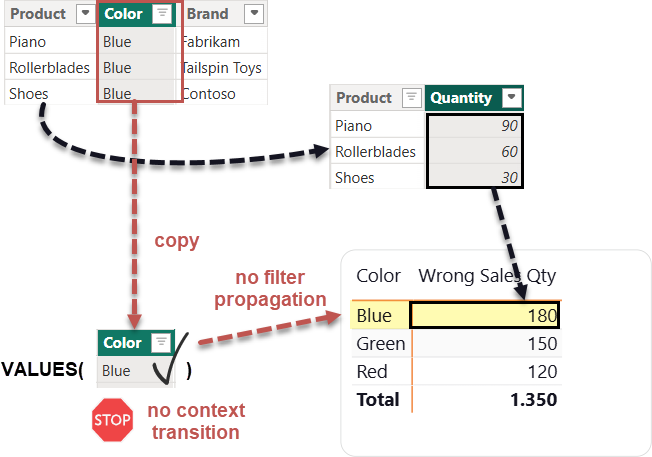 Product Color Brand
Piano Blue Fabrikam
Rollerblades Blue Tailspin Toys
Shoes Blue Contoso
Product Quantity
Piano 90
Rollerblades 60
Shoes 30
copy
no filter
propagation
Color Wrong Sales Qty
Blue 180
Green 150
Red 120
Total 1.350
Color
VALUES( Blue )
STOP
no context
transition